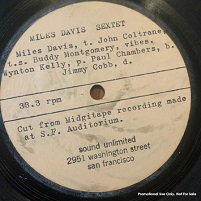 MILES DAVIS SEXTET
Miles Davis, t. John Coltrane,
t.s. Buddy Montgomery, vibes.
Wynton Kelly, p. Paul Chambers, b.
Jimmy Cobb, d.
33.3 rpm
Cut from Midgitape recording made
at S.F. Auditorium.
sound unlimited
2951 washington street
san francisco
Promotional Use Only, Not For Sale